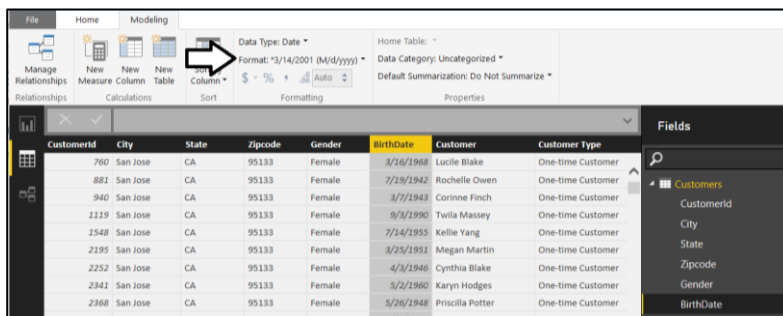 File Home Modeling
Data Type: Date Home Table:
Format: *3/14/2001 (M/d/yyyy) Data Category: Uncategorized
Manage Relationships
New Measure
New Column
New Table
Column
$ - % , Auto
Default Summarization: Do Not Summarize
Relationships Calculations Sort Formatting Properties
Fields
CustomerId City State Zipcode Gender BirthDate Customer Customer Type
760 San Jose CA 95133 Female 3/16/1968 Lucile Blake One-time Customer
881 San Jose CA 95133 Female 7/19/1942 Rochelle Owen One-time Customer
940 San Jose CA 95133 Female 3/7/1943 Corinne Finch One-time Customer
1119 San Jose CA 95133 Female 9/3/1990 Twila Massey One-time Customer
1548 San Jose CA 95133 Female 7/14/1955 Kellie Yang One-time Customer
2195 San Jose CA 95133 Female 3/25/1951 Megan Martin One-time Customer
2252 San Jose CA 95133 Female 4/3/1946 Cynthia Blake One-time Customer
2341 San Jose CA 95133 Female 5/2/1960 Karyn Hodges One-time Customer
2368 San Jose CA 95133 Female 5/26/1948 Priscilla Potter One-time Customer
Customers
CustomerId
City
State
Zipcode
Gender
BirthDate